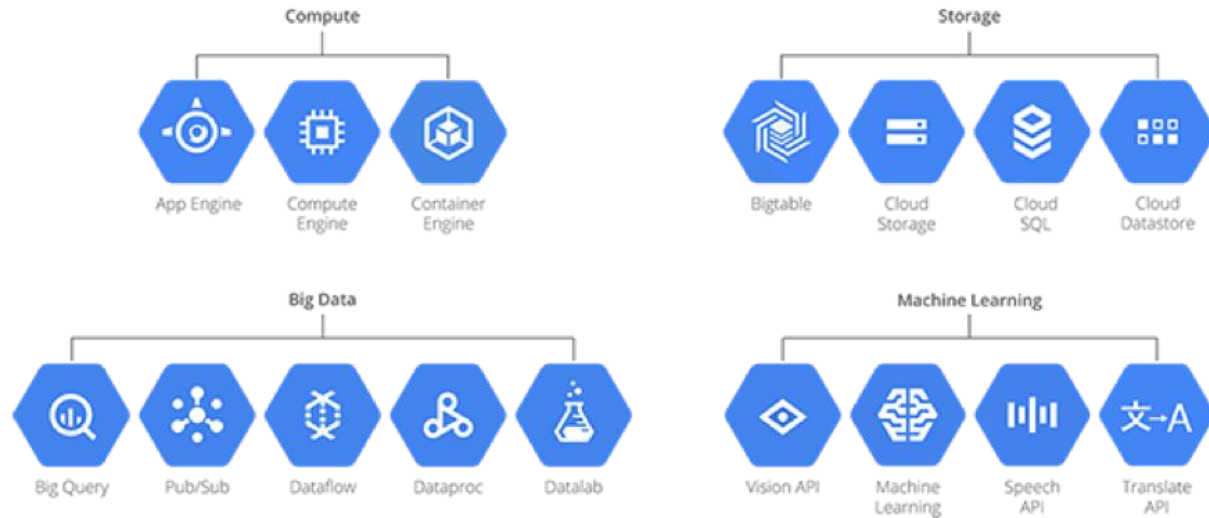 Compute
App Engine
Compute
Engine
Container
Engine
Storage
Bigtable
Cloud
Storage
Cloud
SQL
Cloud
Datastore
Big Data
Big Query
Pub/Sub
Dataflow
Dataproc
Datalab
Machine Learning
文→A
Vision API
Machine
Learning
Speech
API
Translate
API